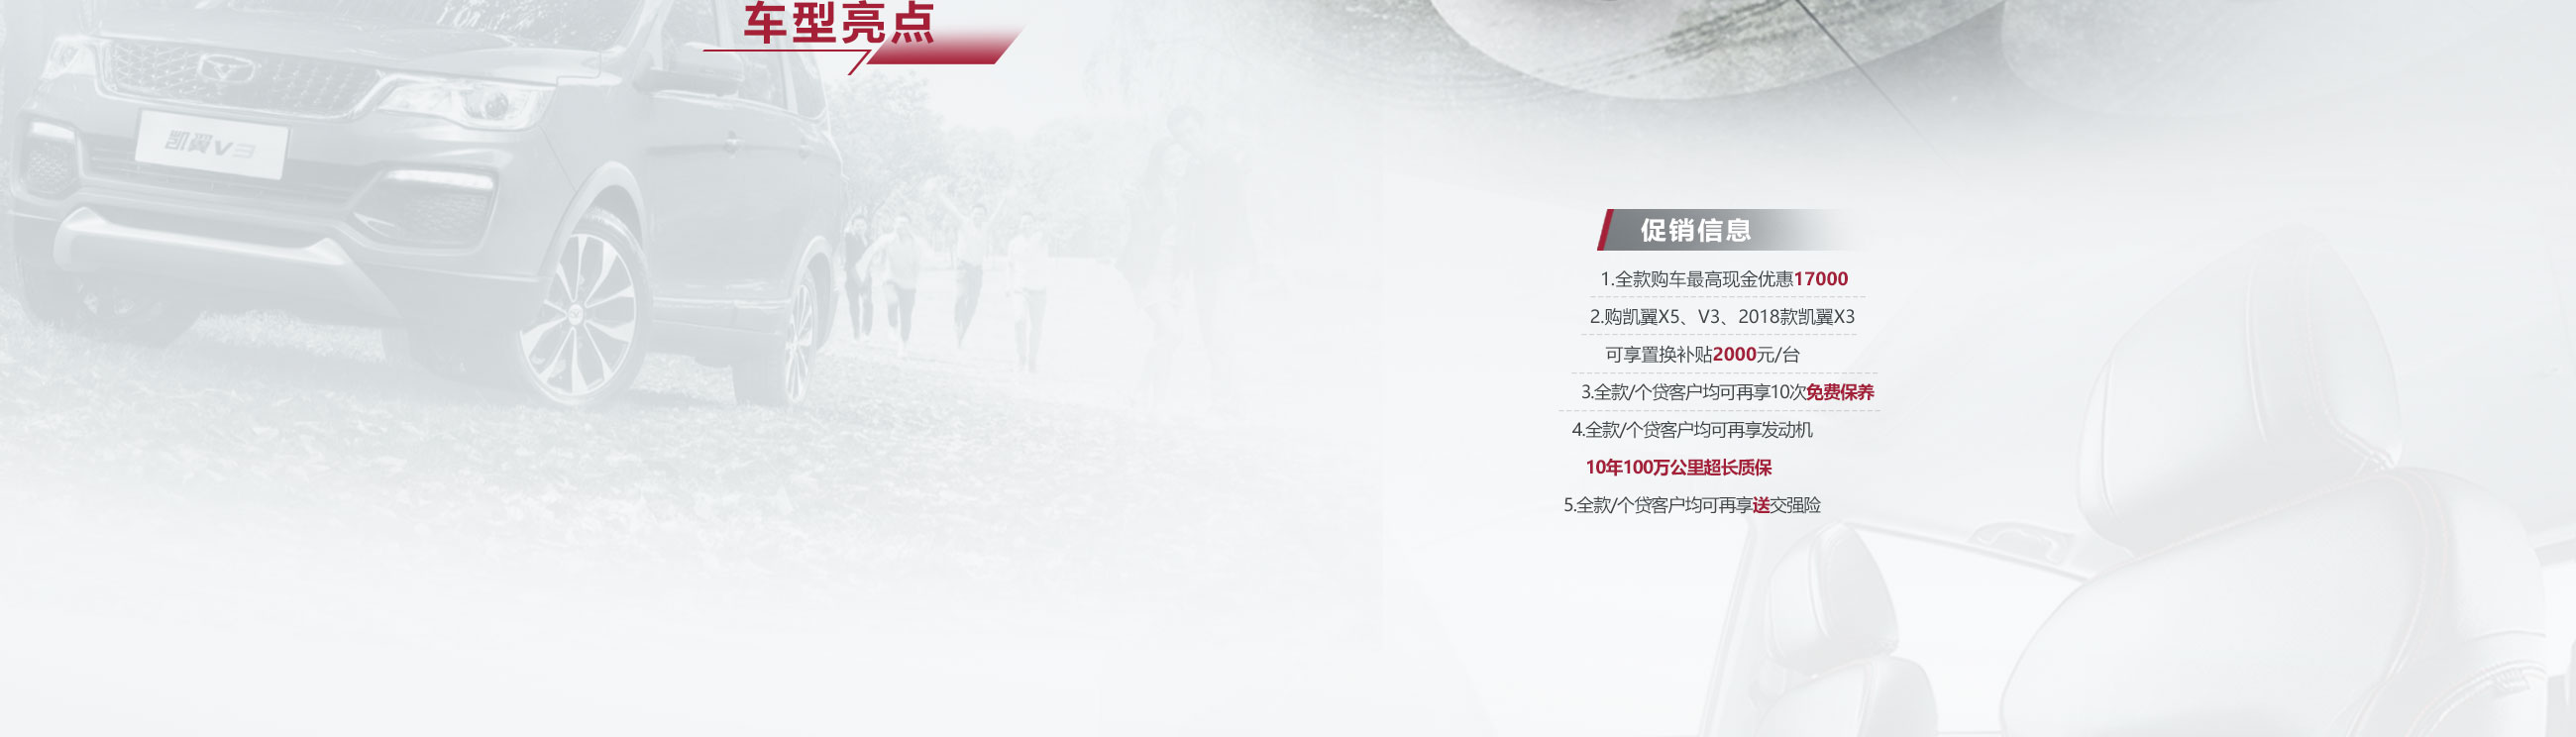 车型亮点
凯翼V3
促销信息
1.全款购车最高现金优惠17000
2.购凯翼X5、V3、2018款凯翼X3
可享置换补贴2000元/台
3.全款/个贷客户均可再享10次免费保养
4.全款/个贷客户均可再享发动机
10年100万公里超长质保
5.全款/个贷客户均可再享送交强险